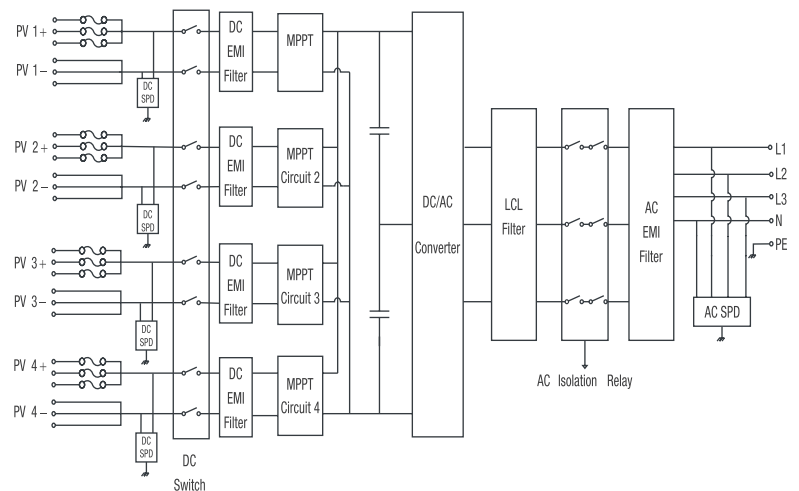 PV 1+
PV 1−
DC
SPD
DC
EMI
Filter
MPPT
PV 2+
PV 2−
DC
SPD
DC
EMI
Filter
MPPT
Circuit 2
PV 3+
PV 3−
DC
SPD
DC
EMI
Filter
MPPT
Circuit 3
PV 4+
PV 4−
DC
SPD
DC
EMI
Filter
MPPT
Circuit 4
DC
Switch
DC/AC
Converter
LCL
Filter
AC Isolation Relay
AC
EMI
Filter
L1
L2
L3
N
PE
AC SPD